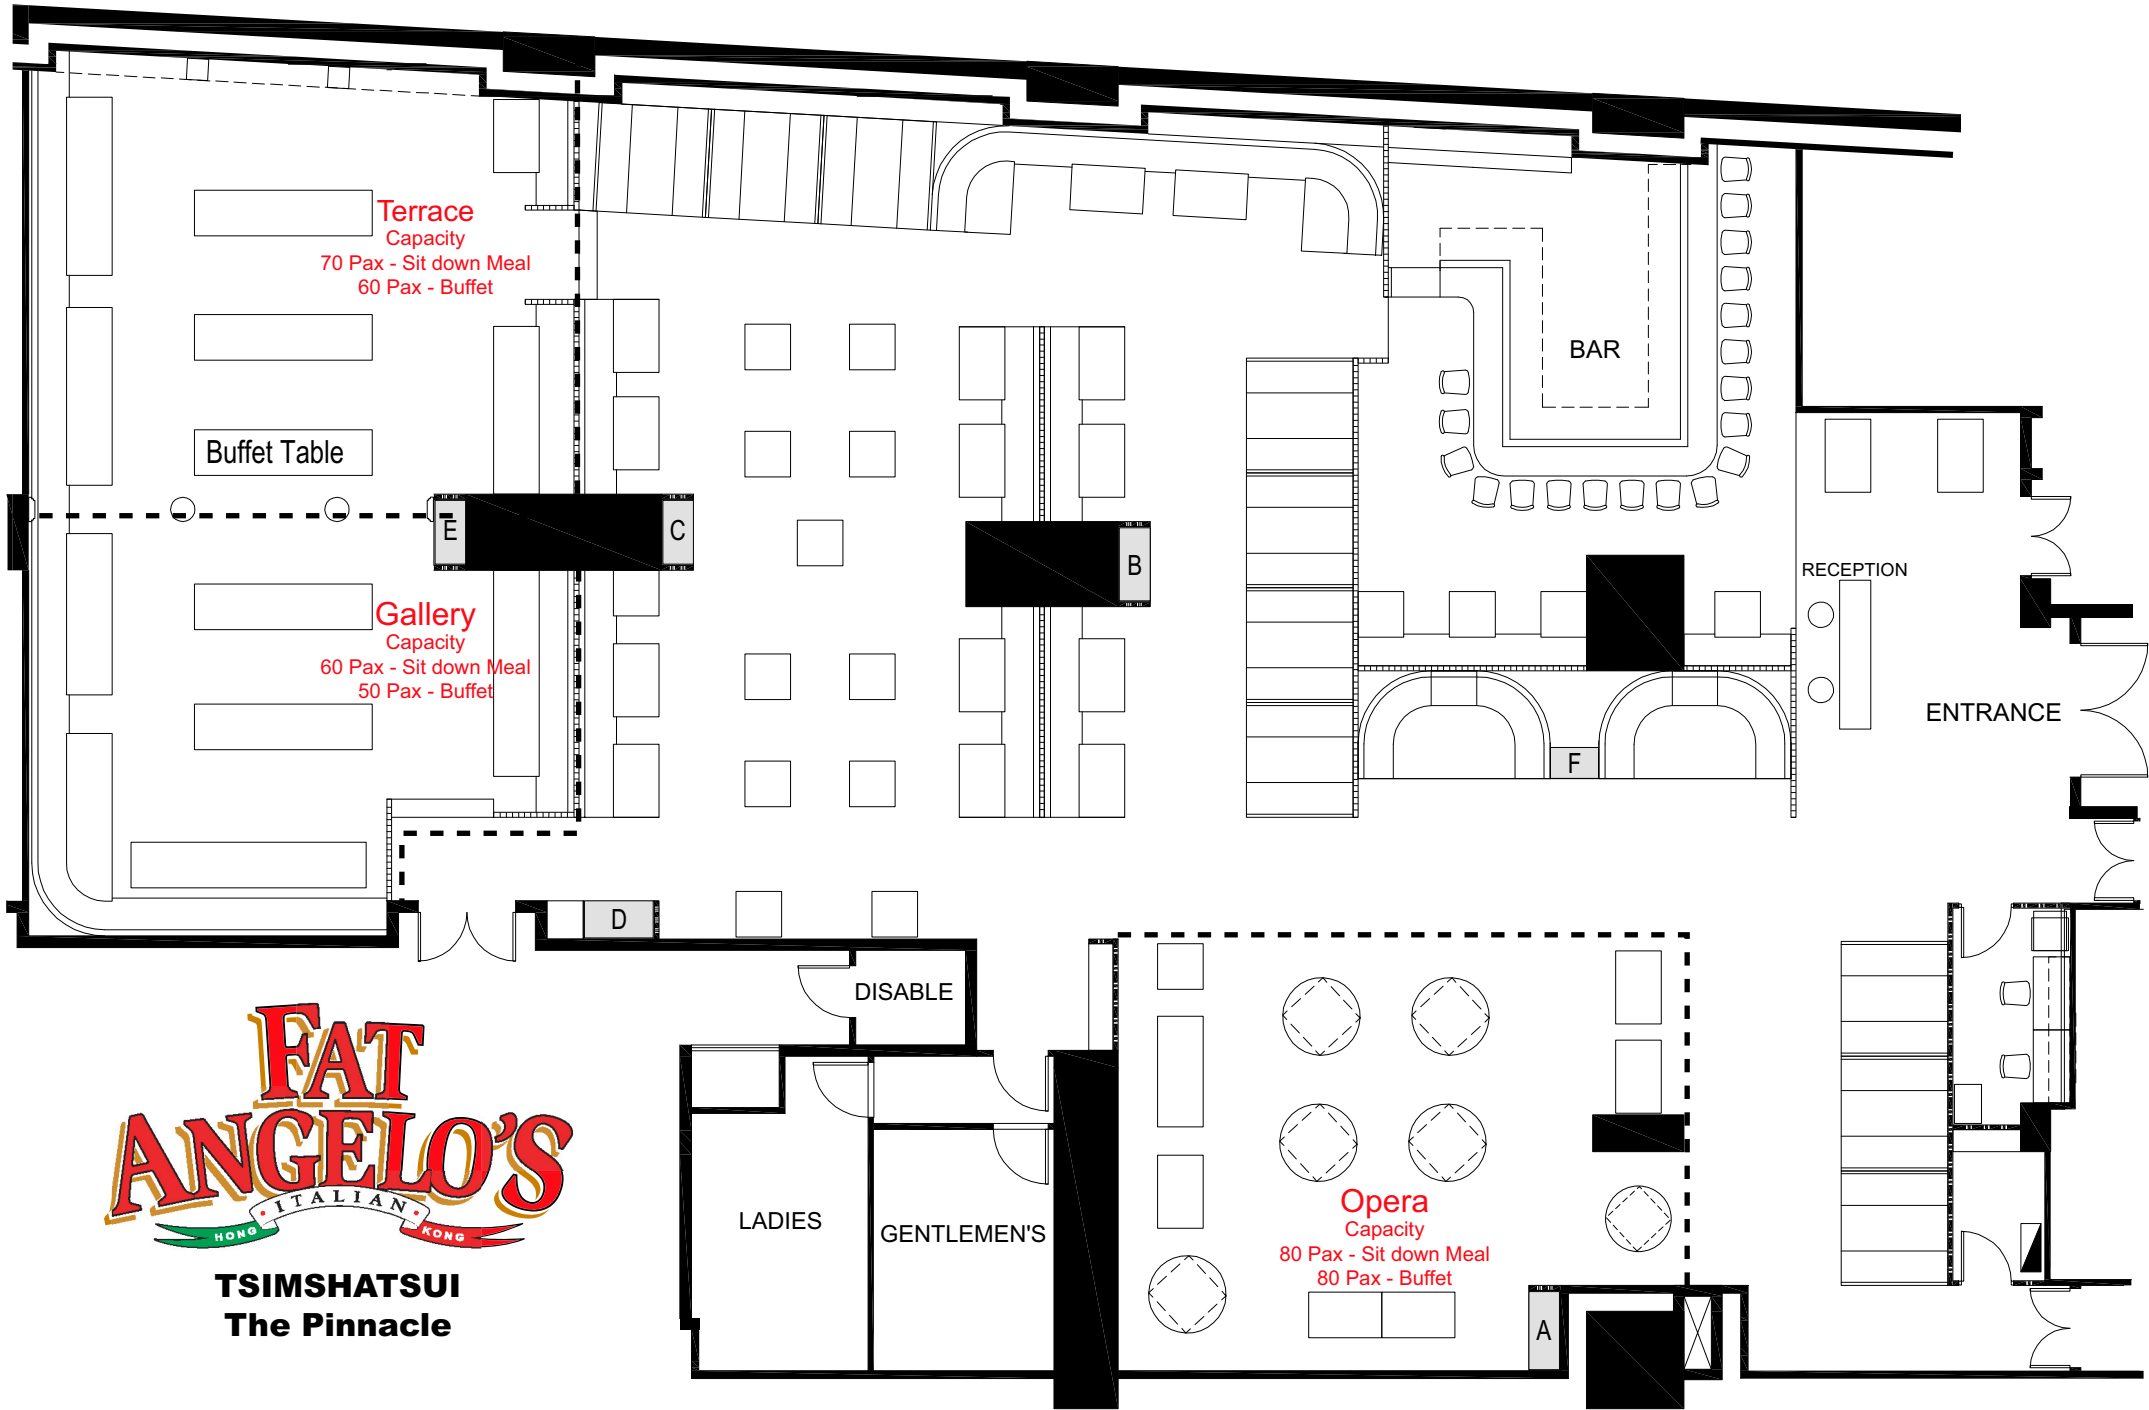 Terrace
Capacity
70 Pax - Sit down Meal
60 Pax - Buffet
BAR
Buffet Table
E
C
B
RECEPTION
Gallery
Capacity
60 Pax - Sit down Meal
50 Pax - Buffet
ENTRANCE
F
D
DISABLE
FAT
ANGELO'S
ITALIAN
HONG
KONG
TSIMSHATSUI
The Pinnacle
LADIES
GENTLEMEN'S
Opera
Capacity
80 Pax - Sit down Meal
80 Pax - Buffet
A